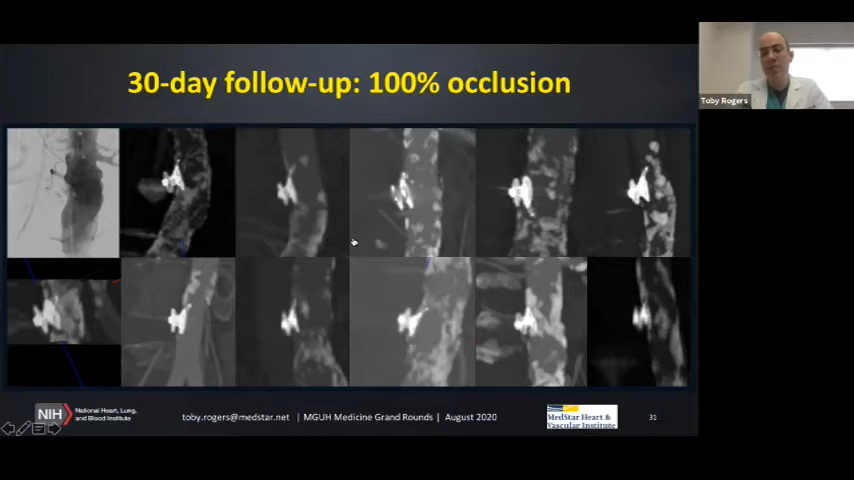 30-day follow-up: 100% occlusion
Toby Rogers
NIH
National Heart, Lung,
and Blood Institute
toby.rogers@medstar.net | MGUH Medicine Grand Rounds | August 2020
MedStar Heart &
Vascular Institute
31